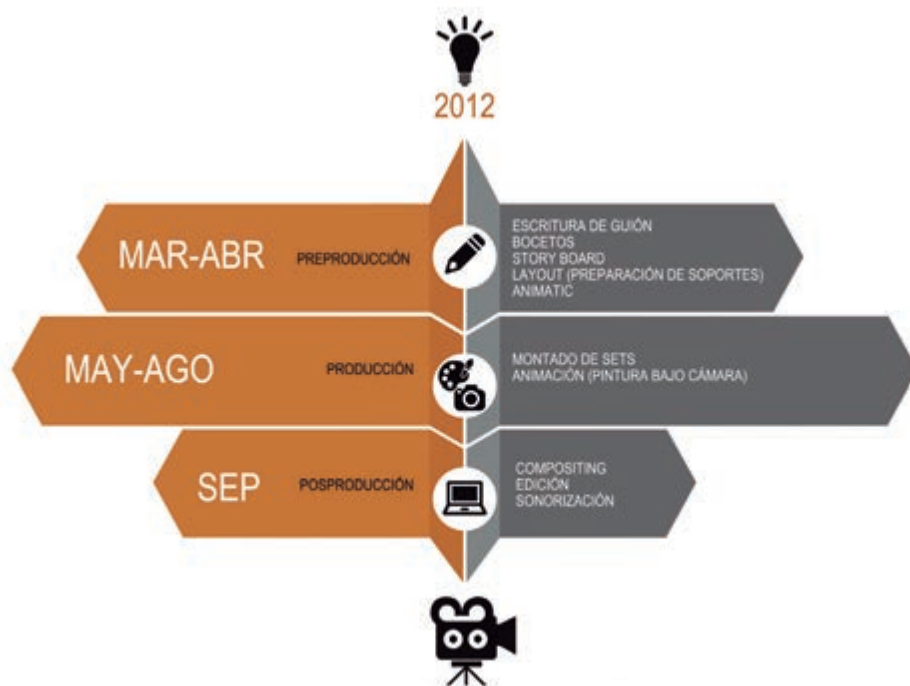 2012
MAR-ABR
PREPRODUCCIÓN
ESCRITURA DE GUIÓN
BOCETOS
STORY BOARD
LAYOUT (PREPARACIÓN DE SOPORTES)
ANIMATIC
MAY-AGO
PRODUCCIÓN
MONTADO DE SETS
ANIMACIÓN (PINTURA BAJO CÁMARA)
SEP
POSPRODUCCIÓN
COMPOSITING
EDICIÓN
SONORIZACIÓN